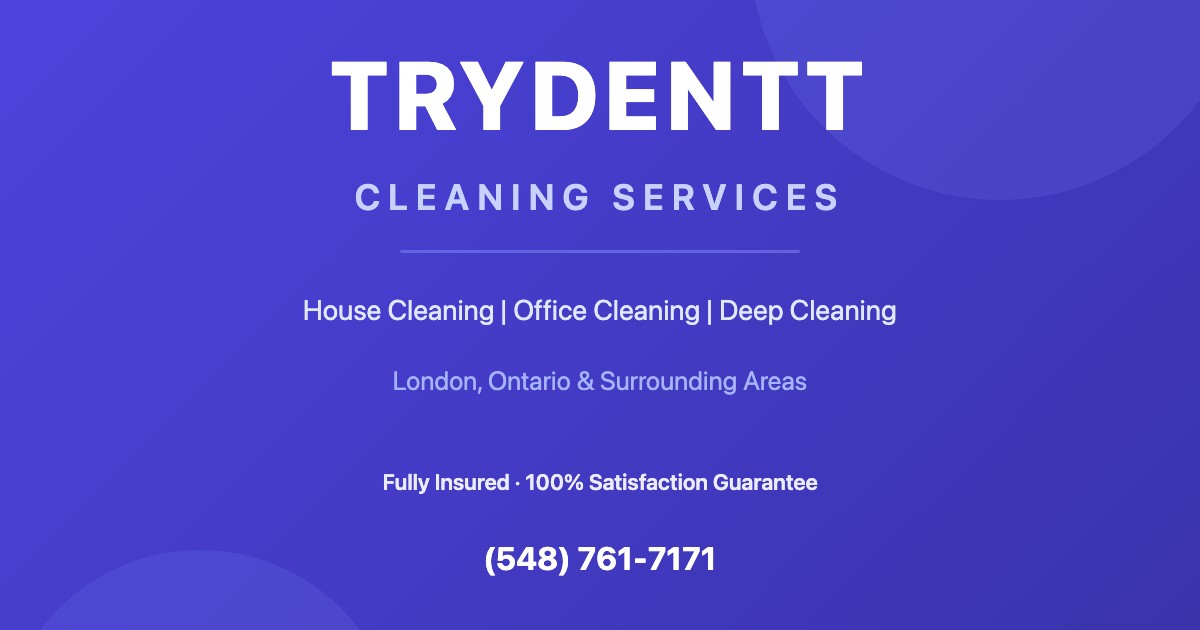 TRYDENTT
CLEANING SERVICES
House Cleaning | Office Cleaning | Deep Cleaning
London, Ontario & Surrounding Areas
Fully Insured · 100% Satisfaction Guarantee
(548) 761-7171